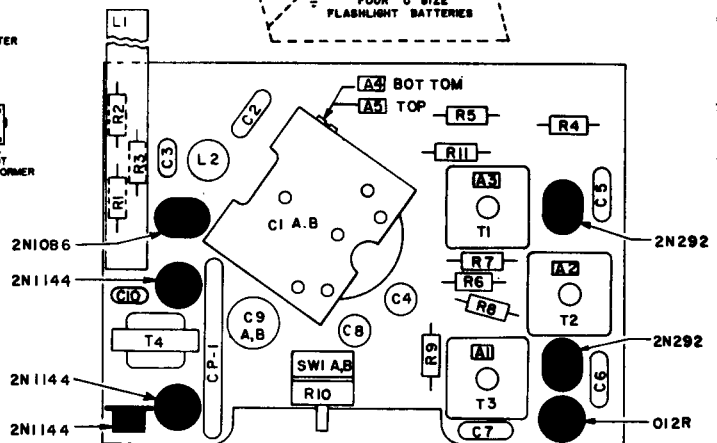 L1
FOUR "C" SIZE
FLASHLIGHT BATTERIES
A4 BOTTOM
A5 TOP
R2
R3
R1
C3
L2
C2
R5
R4
R11
C1 A.B
A3
T1
C5
2N1086
2N292
2N1144
C10
R7
R6
R8
A2
T2
C4
C9
A,B
C8
T4
CP-1
R9
A1
T3
2N292
C6
SW1 A,B
R10
2N1144
2N1144
C7
012R